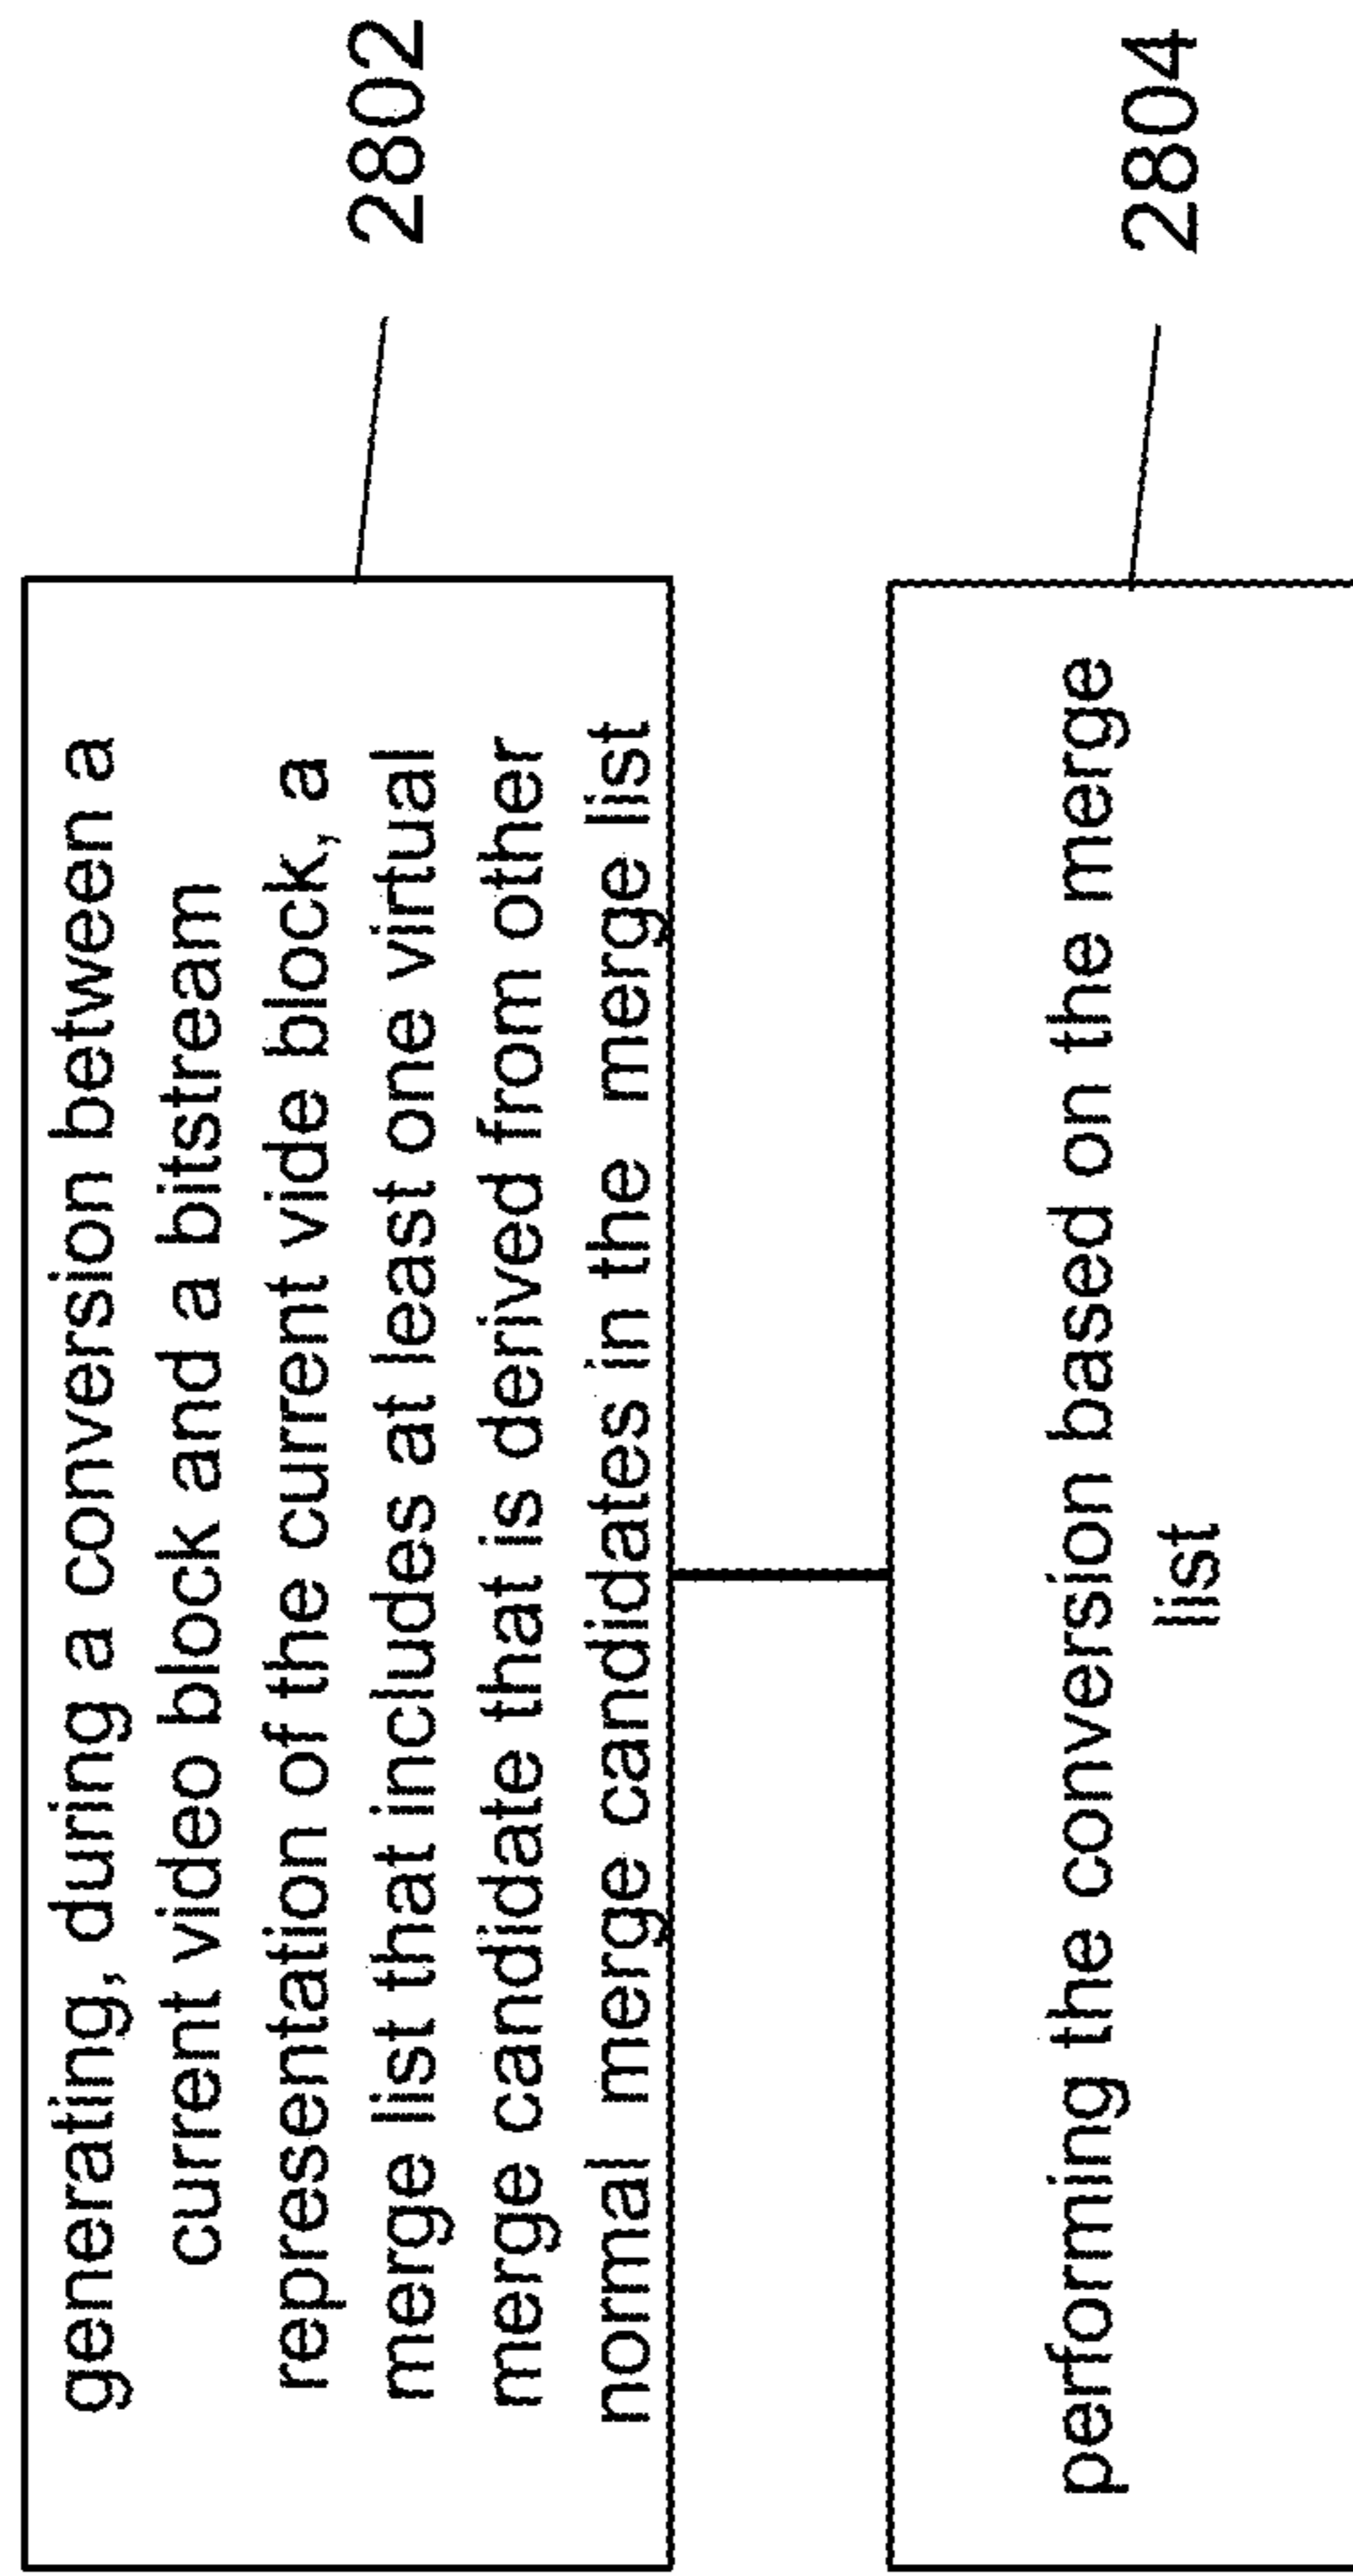 generating, during a conversion between a
current video block and a bitstream
representation of the current vide block, a
merge list that includes at least one virtual
merge candidate that is derived from other
normal merge candidates in the merge list
2802
performing the conversion based on the merge
list
2804